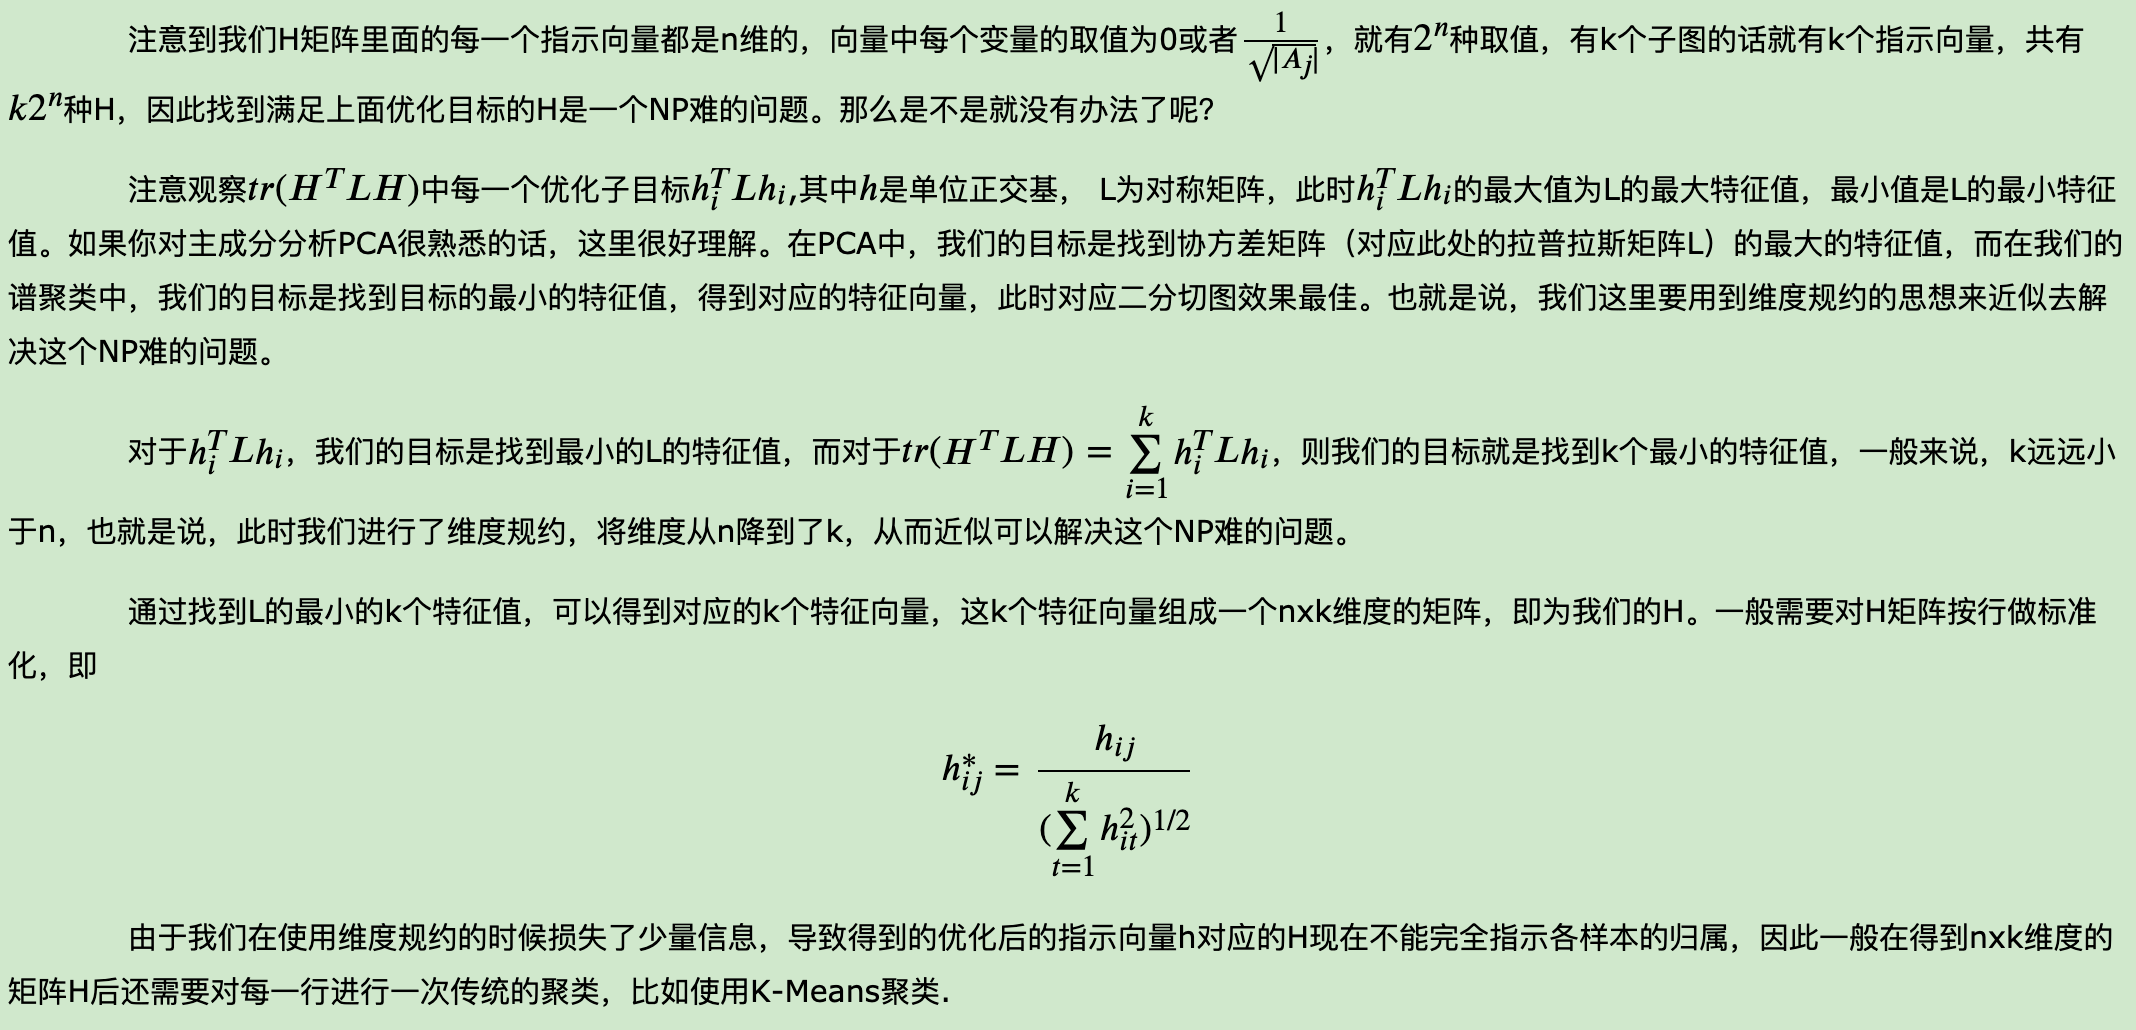 注意到我们H矩阵里面的每一个指示向量都是n维的，向量中每个变量的取值为0或者$\frac{1}{\sqrt{|A_j|}}$，就有$2^n$种取值，有k个子图的话就有k个指示向量，共有
$k2^n$种H，因此找到满足上面优化目标的H是一个NP难的问题。那么是不是就没有办法了呢？
注意观察$tr(H^TLH)$中每一个优化子目标$h_i^TLh_i$,其中$h$是单位正交基， L为对称矩阵，此时$h_i^TLh_i$的最大值为L的最大特征值，最小值是L的最小特征
值。如果你对主成分分析PCA很熟悉的话，这里很好理解。在PCA中，我们的目标是找到协方差矩阵（对应此处的拉普拉斯矩阵L）的最大的特征值，而在我们的
谱聚类中，我们的目标是找到目标的最小的特征值，得到对应的特征向量，此时对应二分切图效果最佳。也就是说，我们这里要用到维度规约的思想来近似去解
决这个NP难的问题。
对于$h_i^TLh_i$，我们的目标是找到最小的L的特征值，而对于$tr(H^TLH) = \sum\limits_{i=1}^{k}h_i^TLh_i$，则我们的目标就是找到k个最小的特征值，一般来说，k远远小
于n，也就是说，此时我们进行了维度规约，将维度从n降到了k，从而近似可以解决这个NP难的问题。
通过找到L的最小的k个特征值，可以得到对应的k个特征向量，这k个特征向量组成一个nxk维度的矩阵，即为我们的H。一般需要对H矩阵按行做标准
化，即
$h_{ij}^{*} = \frac{h_{ij}}{(\sum\limits_{t=1}^{k}h_{it}^{2})^{1/2}}$
由于我们在使用维度规约的时候损失了少量信息，导致得到的优化后的指示向量h对应的H现在不能完全指示各样本的归属，因此一般在得到nxk维度的
矩阵H后还需要对每一行进行一次传统的聚类，比如使用K-Means聚类.